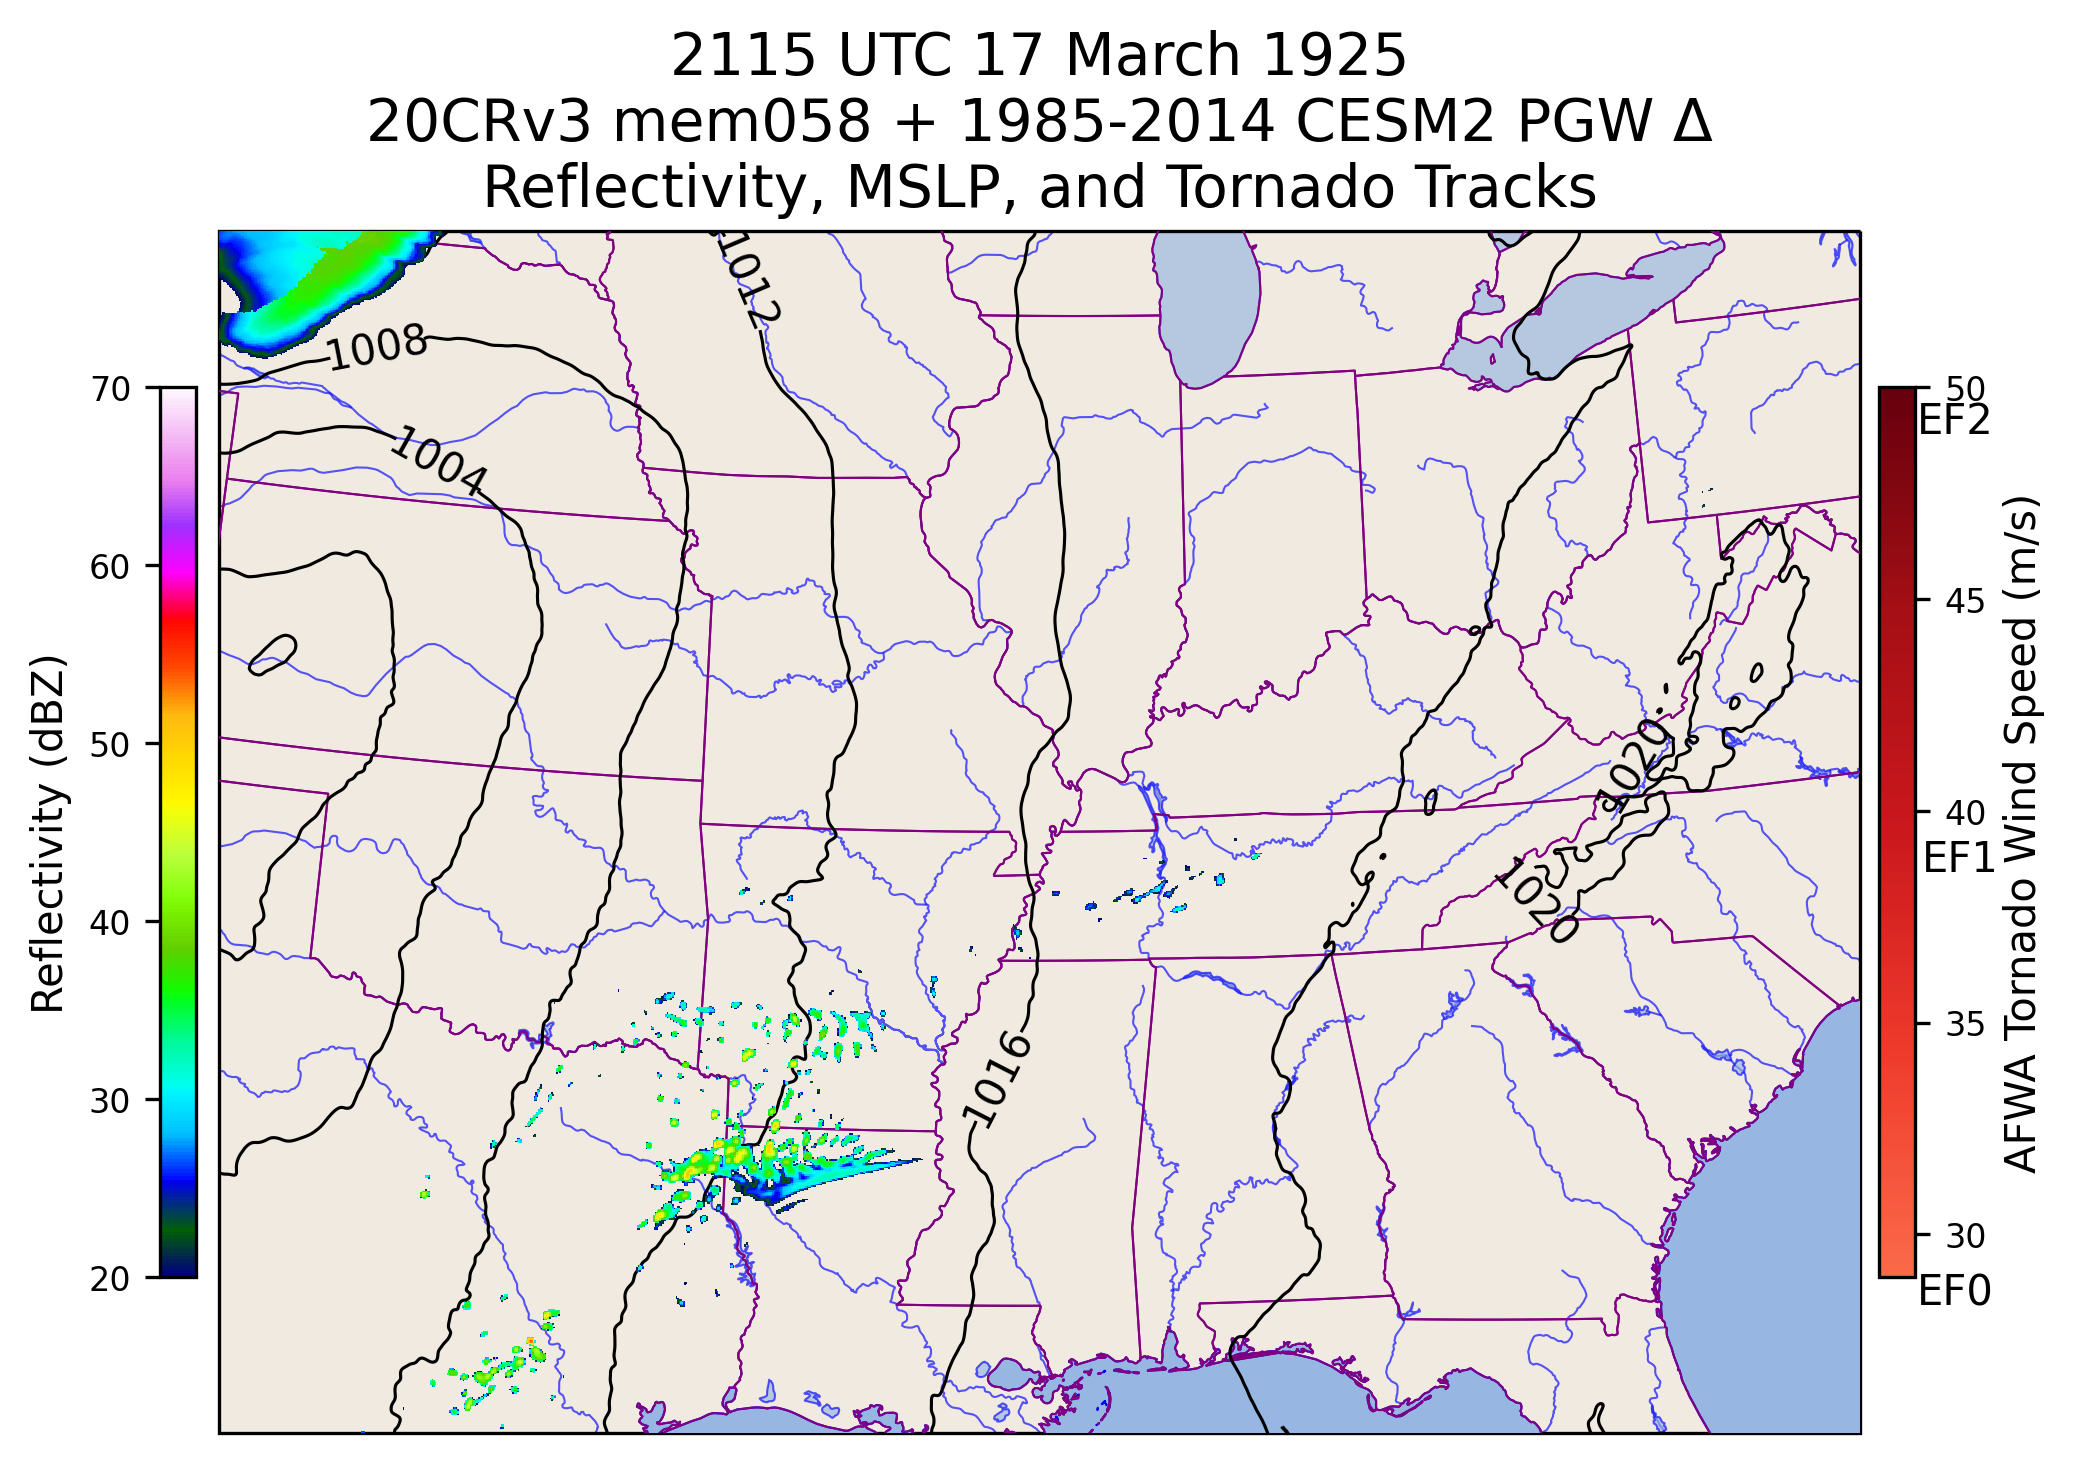 2115 UTC 17 March 1925
20CRv3 mem058 + 1985-2014 CESM2 PGW Δ
Reflectivity, MSLP, and Tornado Tracks
1012
1008
1004
1020
1020
1016
70
60
50
40
30
20
Reflectivity (dBZ)
50
EF2
45
40
EF1
35
30
EF0
AFWA Tornado Wind Speed (m/s)